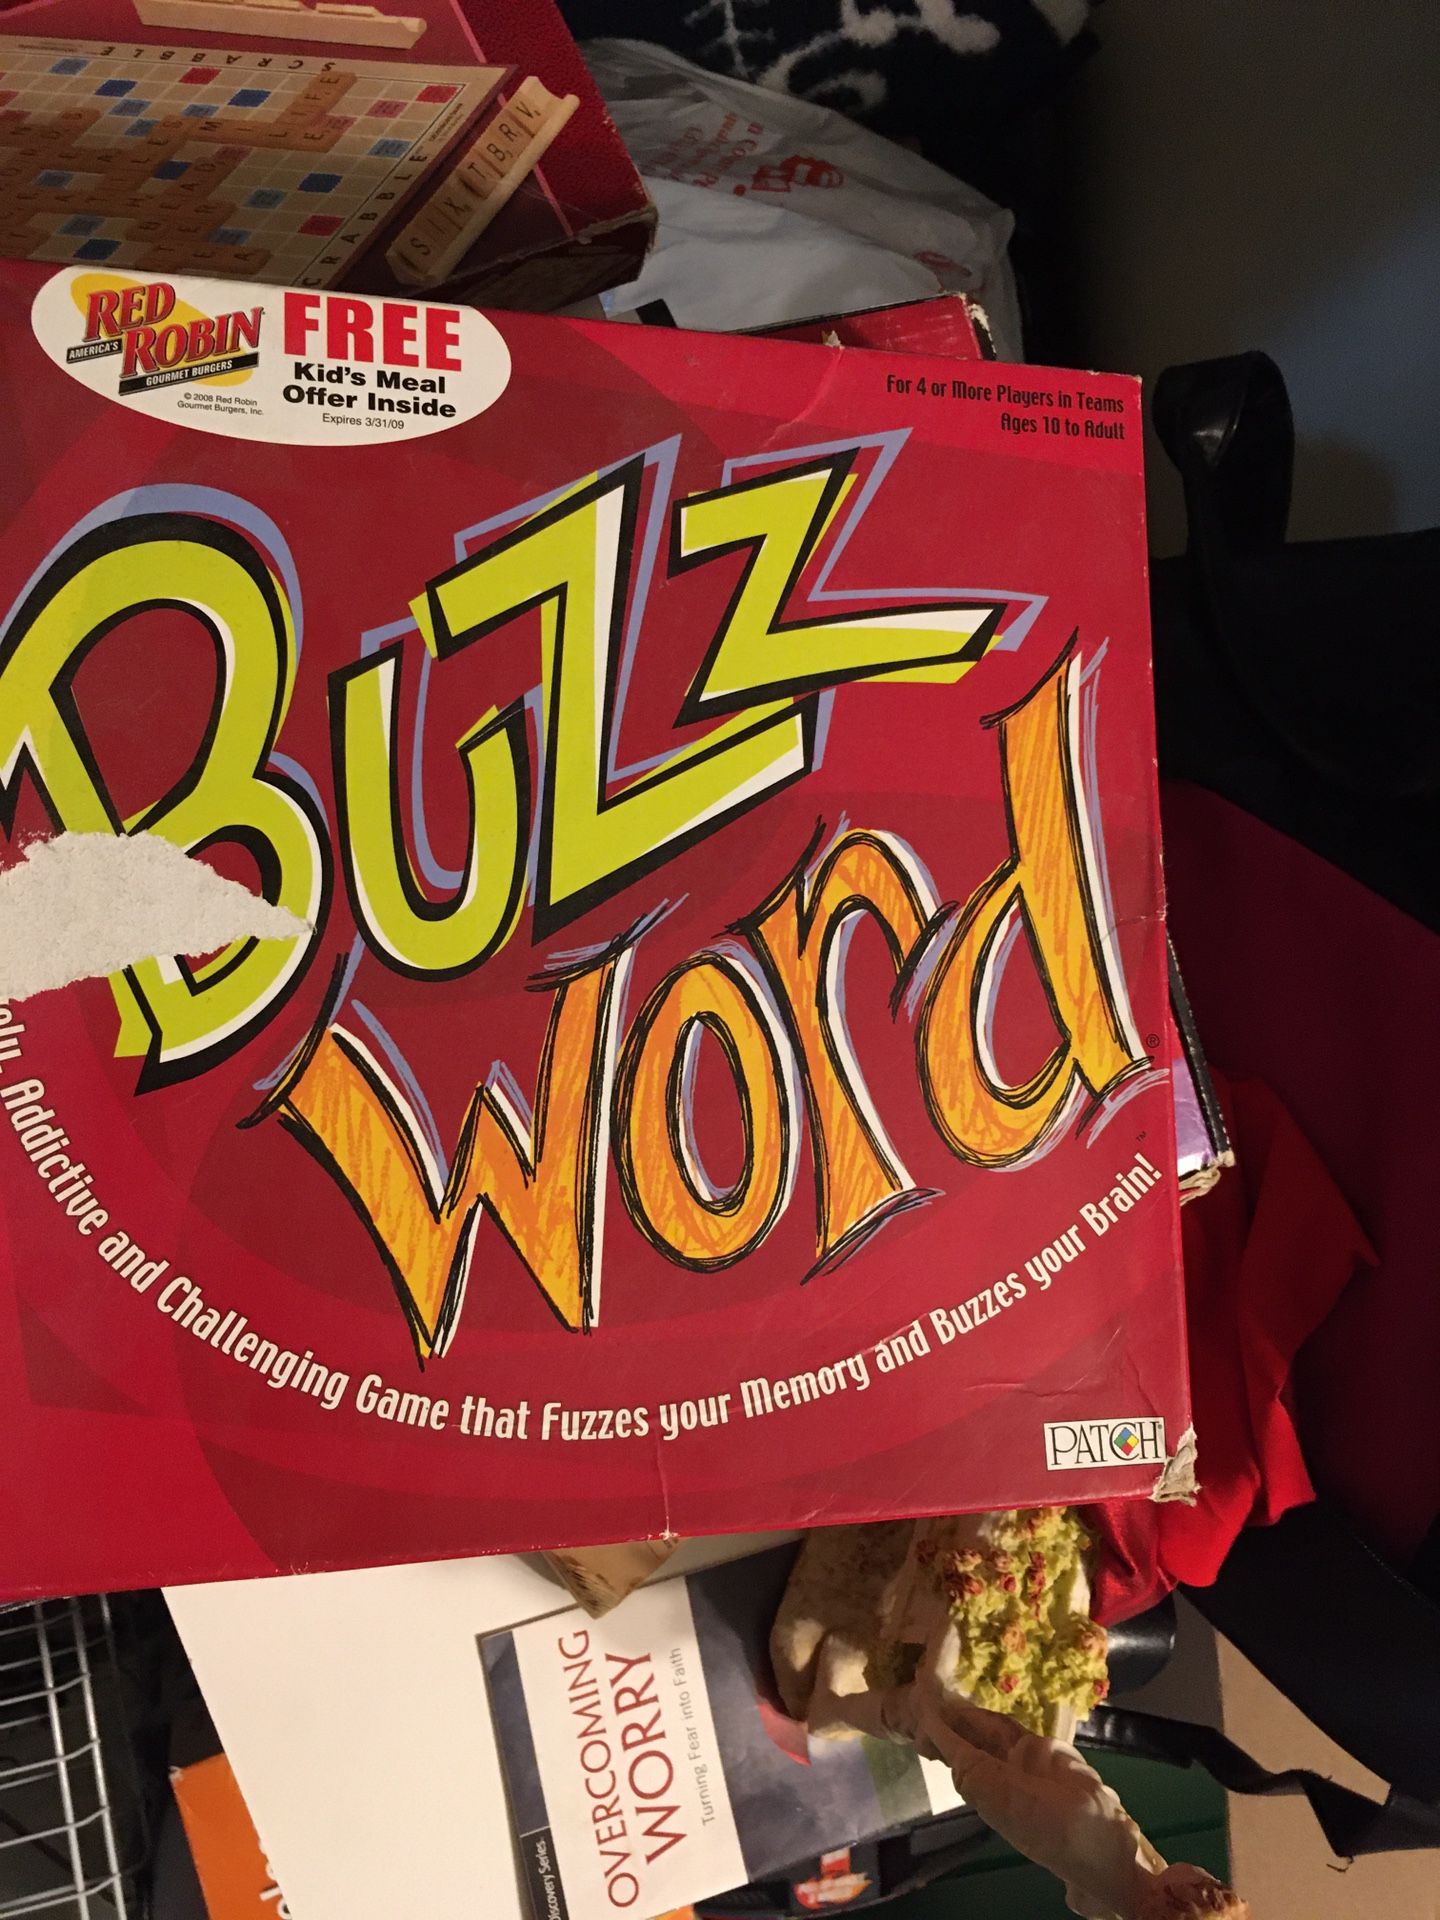 SCRABBLE
SCRABBLE
S I X T B R V
RED
ROBIN
AMERICA'S
GOURMET BURGERS
© 2008 Red Robin
Gourmet Burgers, Inc.
FREE
Kid's Meal
Offer Inside
Expires 3/31/09
For 4 or More Players in Teams
Ages 10 to Adult
Buzz
Word
®
™
Addictive and Challenging Game that Fuzzes your Memory and Buzzes your Brain!
PATCH
OVERCOMING
WORRY
Turning Fear into Faith
Discovery Series